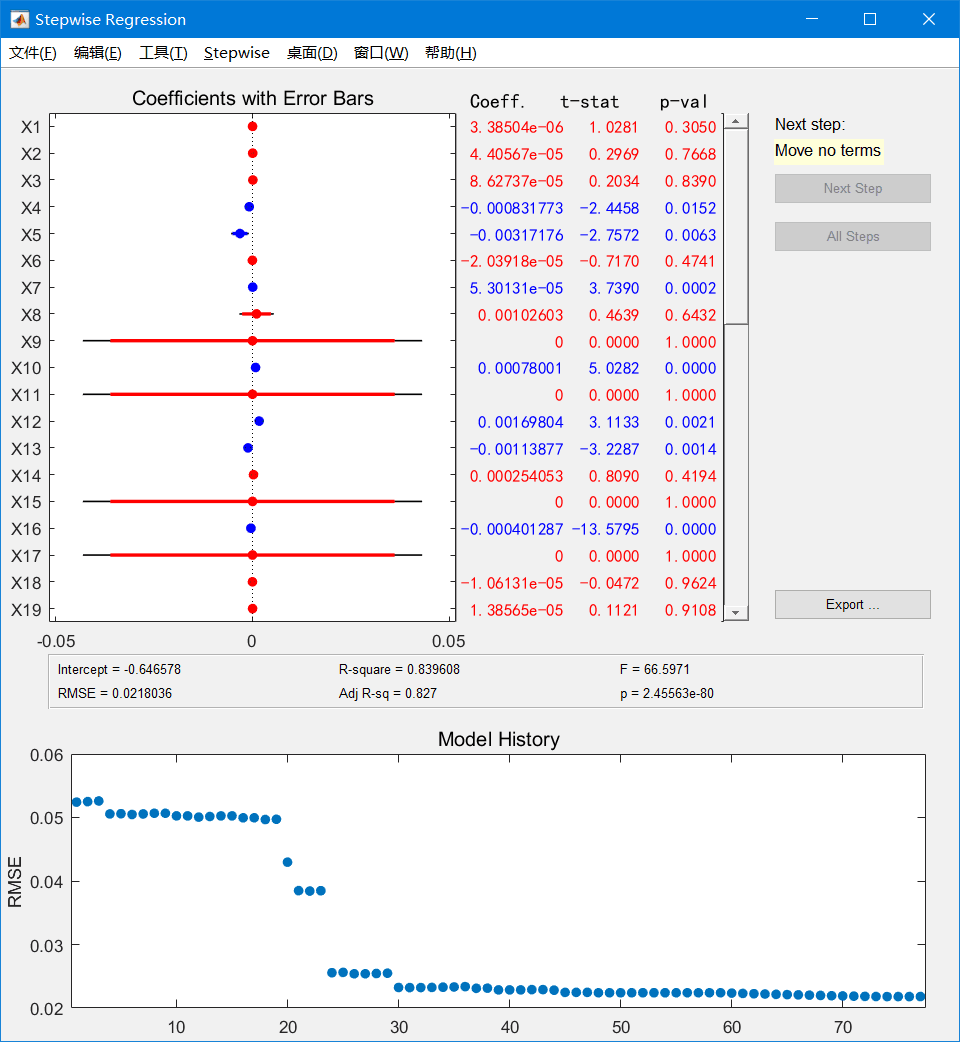 Stepwise Regression
文件(F) 编辑(E) 工具(T) Stepwise 桌面(D) 窗口(W) 帮助(H)
Coefficients with Error Bars Coeff. t-stat p-val
X1 3.38504e-06 1.0281 0.3050
X2 4.40567e-05 0.2969 0.7668
X3 8.62737e-05 0.2034 0.8390
X4 -0.000831773 -2.4458 0.0152
X5 -0.00317176 -2.7572 0.0063
X6 -2.03918e-05 -0.7170 0.4741
X7 5.30131e-05 3.7390 0.0002
X8 0.00102603 0.4639 0.6432
X9 0 0.0000 1.0000
X10 0.00078001 5.0282 0.0000
X11 0 0.0000 1.0000
X12 0.00169804 3.1133 0.0021
X13 -0.00113877 -3.2287 0.0014
X14 0.000254053 0.8090 0.4194
X15 0 0.0000 1.0000
X16 -0.000401287 -13.5795 0.0000
X17 0 0.0000 1.0000
X18 -1.06131e-05 -0.0472 0.9624
X19 1.38565e-05 0.1121 0.9108
-0.05 0 0.05
Next step:
Move no terms
Next Step
All Steps
Export ...
Intercept = -0.646578 R-square = 0.839608 F = 66.5971
RMSE = 0.0218036 Adj R-sq = 0.827 p = 2.45563e-80
Model History
RMSE
0.06
0.05
0.04
0.03
0.02
10 20 30 40 50 60 70